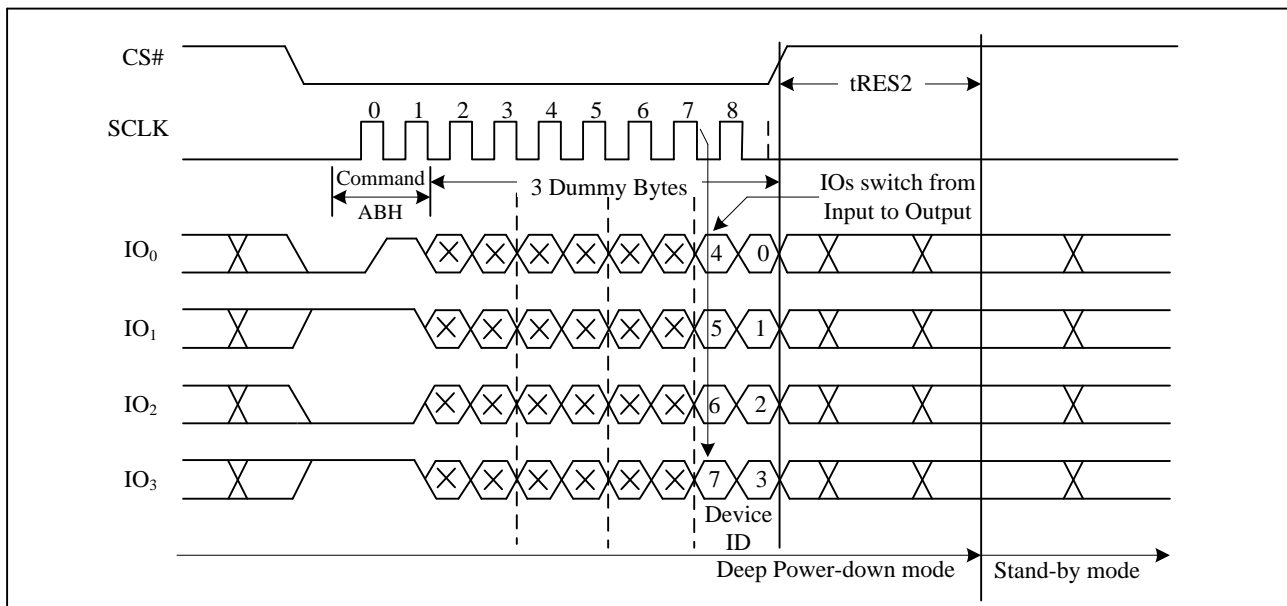 CS#
tRES2
0 1 2 3 4 5 6 7 8
SCLK
Command
ABH
3 Dummy Bytes
IOs switch from
Input to Output
IO0
4 0
IO1
5 1
IO2
6 2
IO3
7 3
Device
ID
Deep Power-down mode
Stand-by mode